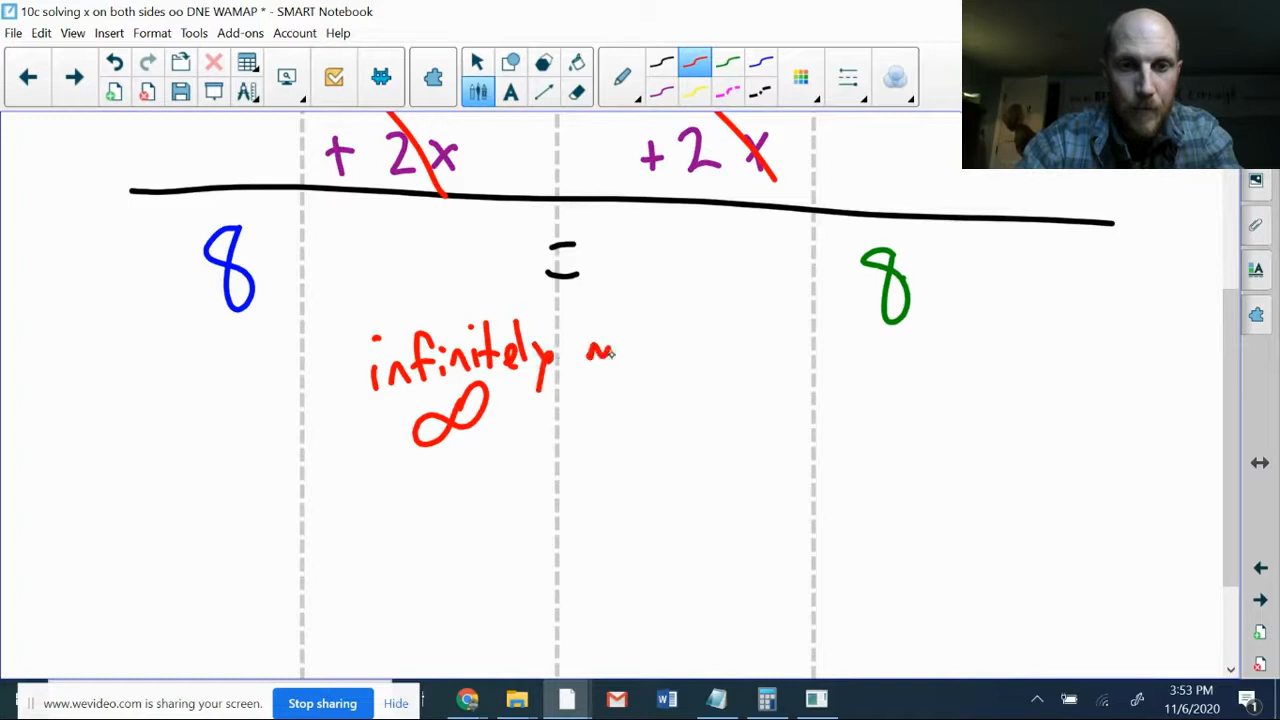 10c solving x on both sides oo DNE WAMAP * - SMART Notebook
File Edit View Insert Format Tools Add-ons Account Help
+ 2x + 2x
8 = 8
infinitely
∞
www.wevideo.com is sharing your screen. Stop sharing Hide
3:53 PM
11/6/2020